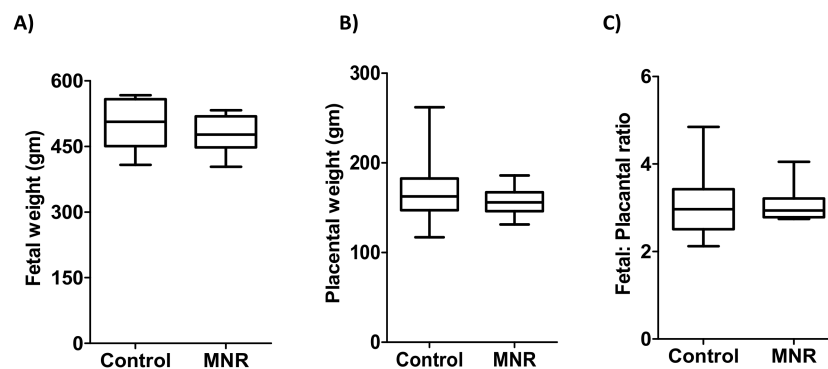 A)
B)
C)
Fetal weight (gm)
600
450
300
150
0
Control MNR
Placental weight (gm)
300
200
100
0
Control MNR
Fetal: Placantal ratio
6
4
2
0
Control MNR